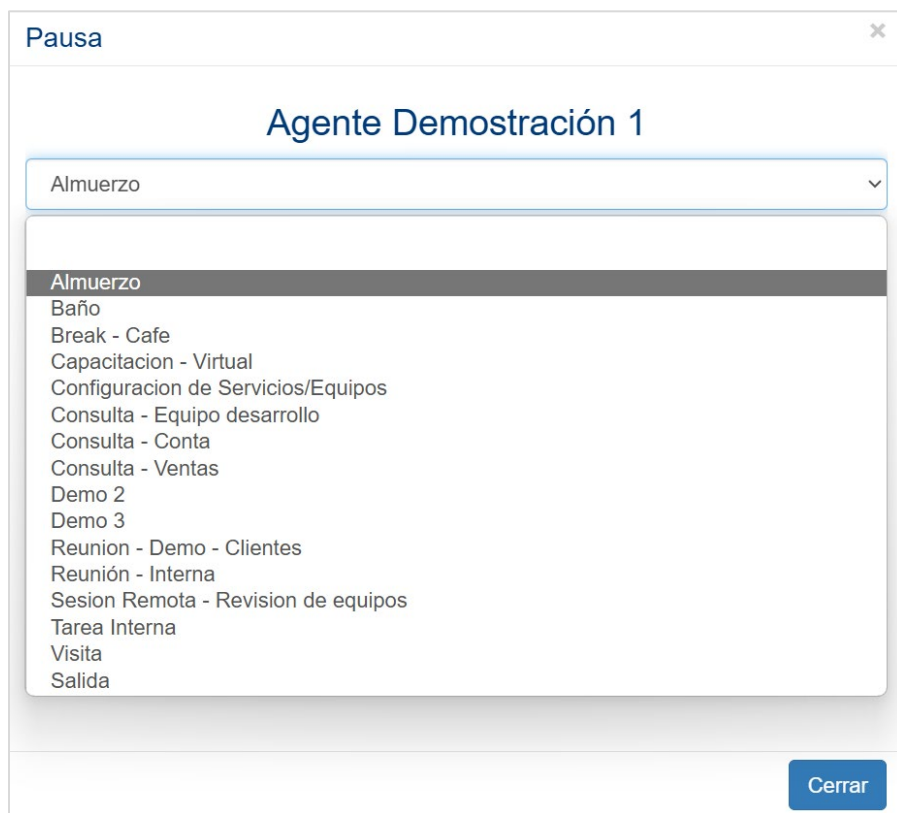 Pausa
×
Agente Demostración 1
Almuerzo
Almuerzo
Baño
Break - Cafe
Capacitacion - Virtual
Configuracion de Servicios/Equipos
Consulta - Equipo desarrollo
Consulta - Conta
Consulta - Ventas
Demo 2
Demo 3
Reunion - Demo - Clientes
Reunión - Interna
Sesion Remota - Revision de equipos
Tarea Interna
Visita
Salida
Cerrar